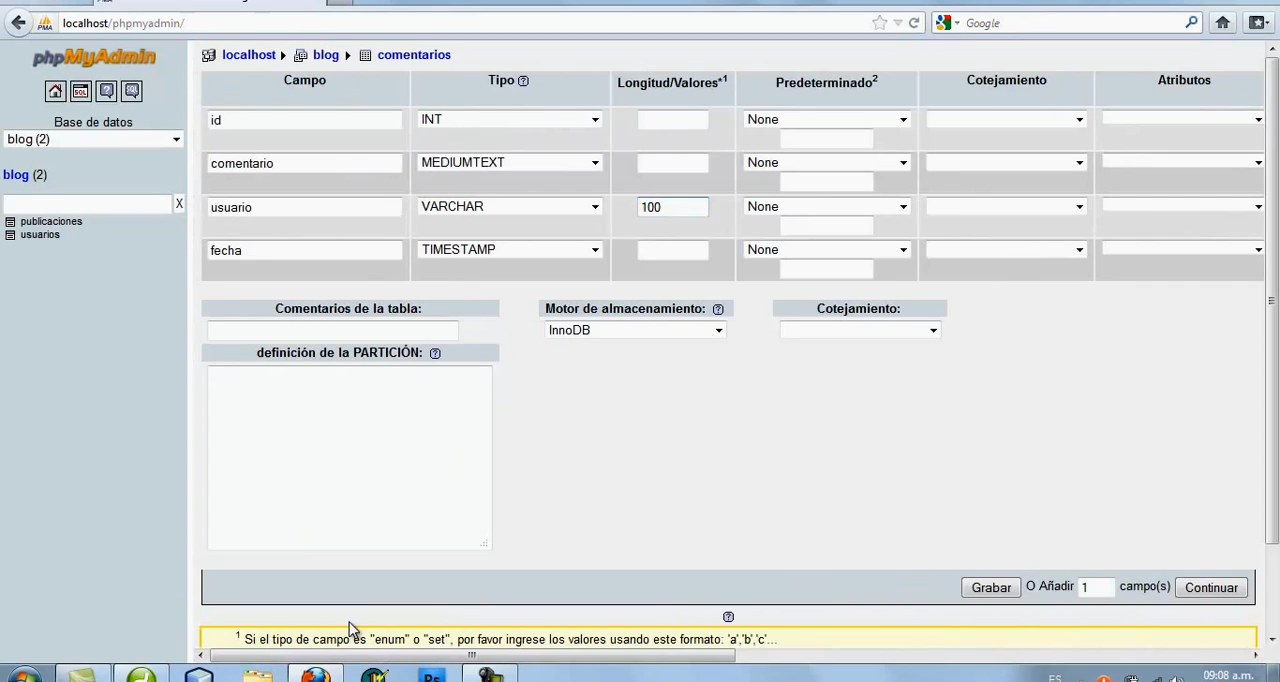 localhost/phpmyadmin/
Google
phpMyAdmin
localhost blog comentarios
Base de datos
blog (2)
blog (2)
X
publicaciones
usuarios
Campo Tipo Longitud/Valores*1 Predeterminado2 Cotejamiento Atributos
id INT None
comentario MEDIUMTEXT None
usuario VARCHAR 100 None
fecha TIMESTAMP None
Comentarios de la tabla: Motor de almacenamiento: Cotejamiento:
InnoDB
definición de la PARTICIÓN:
Grabar O Añadir 1 campo(s) Continuar
1 Si el tipo de campo es "enum" o "set", por favor ingrese los valores usando este formato: 'a','b','c'...
Ps
ES
09:08 a.m.